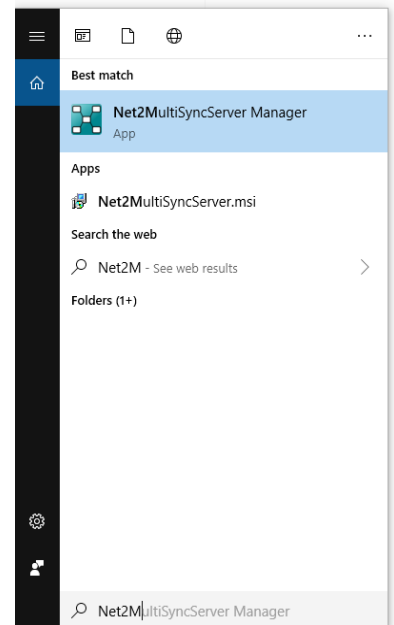 Best match
Net2MultiSyncServer Manager
App
Apps
Net2MultiSyncServer.msi
Search the web
Net2M - See web results
Folders (1+)
Net2MultiSyncServer Manager